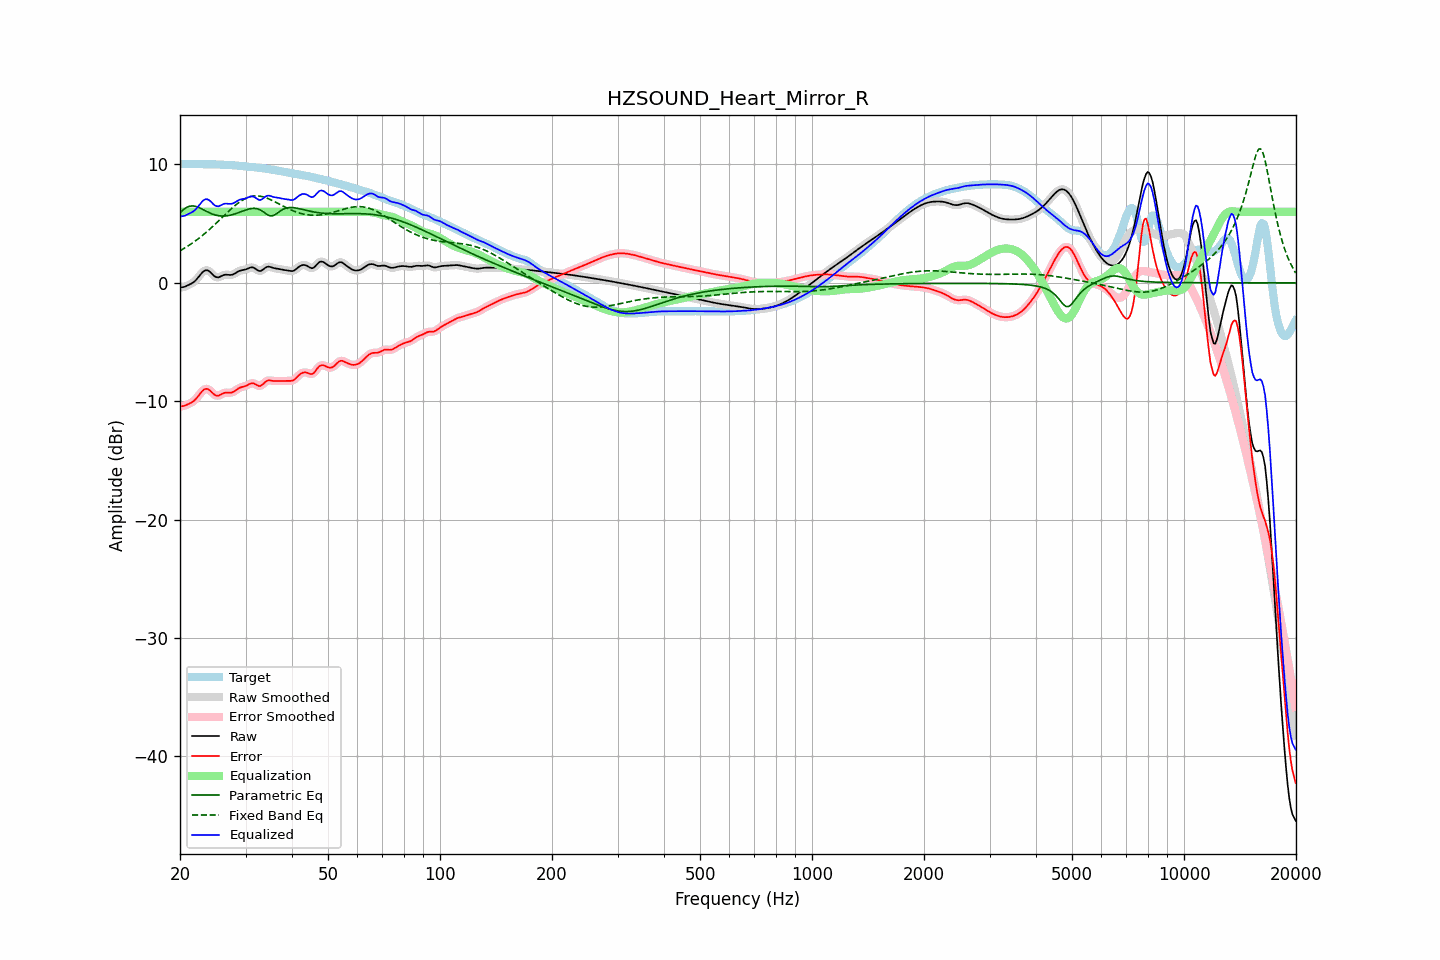 HZSOUND_Heart_Mirror_R
Amplitude (dBr)
10
0
−10
−20
−30
−40
Target
Raw Smoothed
Error Smoothed
Raw
Error
Equalization
Parametric Eq
Fixed Band Eq
Equalized
20 50 100 200 500 1000 2000 5000 10000 20000
Frequency (Hz)